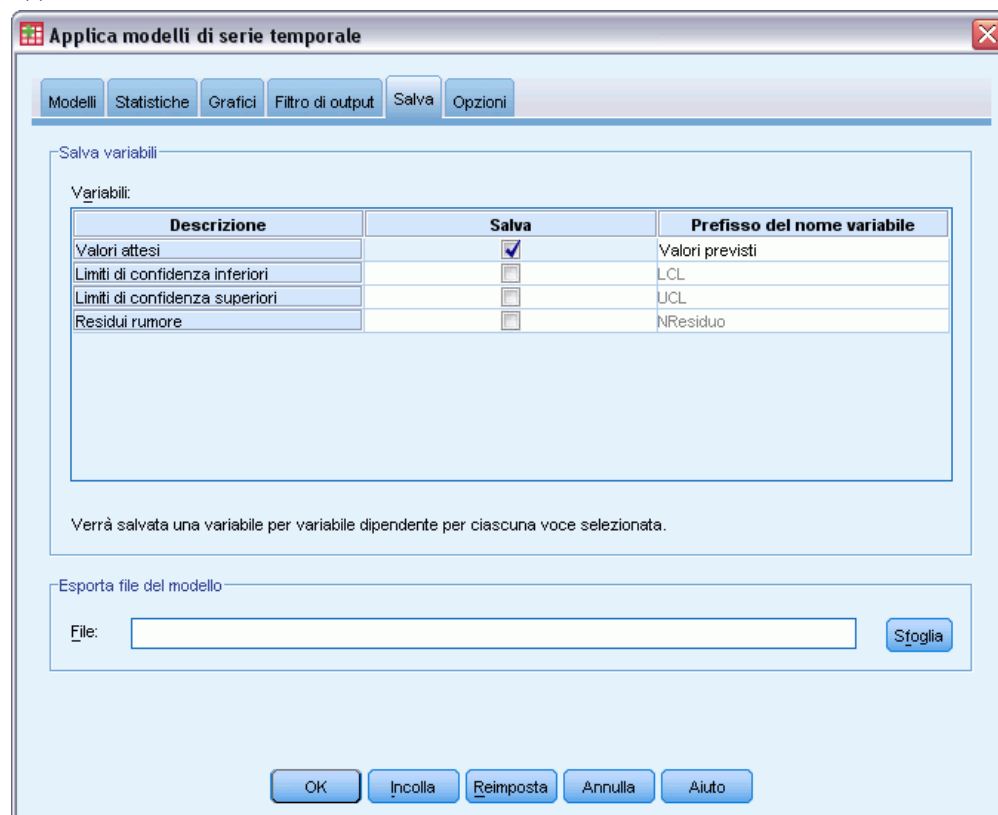 Applica modelli di serie temporale
Modelli Statistiche Grafici Filtro di output Salva Opzioni
Salva variabili
Variabili:
Descrizione Salva Prefisso del nome variabile
Valori attesi Valori previsti
Limiti di confidenza inferiori LCL
Limiti di confidenza superiori UCL
Residui rumore NResiduo
Verrà salvata una variabile per variabile dipendente per ciascuna voce selezionata.
Esporta file del modello
File: Sfoglia
OK Incolla Reimposta Annulla Aiuto